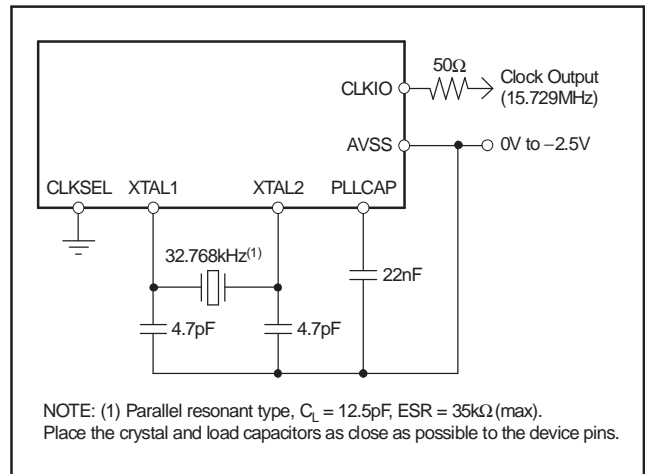 50Ω
CLKIO
Clock Output
(15.729MHz)
AVSS
0V to −2.5V
CLKSEL XTAL1 XTAL2 PLLCAP
32.768kHz(1)
22nF
4.7pF 4.7pF
NOTE: (1) Parallel resonant type, CL = 12.5pF, ESR = 35kΩ (max).
Place the crystal and load capacitors as close as possible to the device pins.